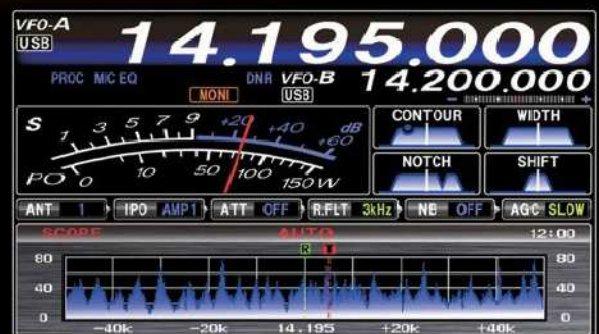 VFO-A
USB
14.195.000
PROC MIC EQ DNR VFO-B 14.200.000
MONI USB
- +
S 1 3 5 7 9 +20 +40 +60 dB
PO 0 10 50 100 150 W
CONTOUR WIDTH
NOTCH SHIFT
ANT 1 IPO AMP1 ATT OFF R.FLT 3kHz NB OFF AGC SLOW
SCOPE AUTO 12:00
R T
80 80
40 40
0 0
-40k -20k 14.195 +20k +40k